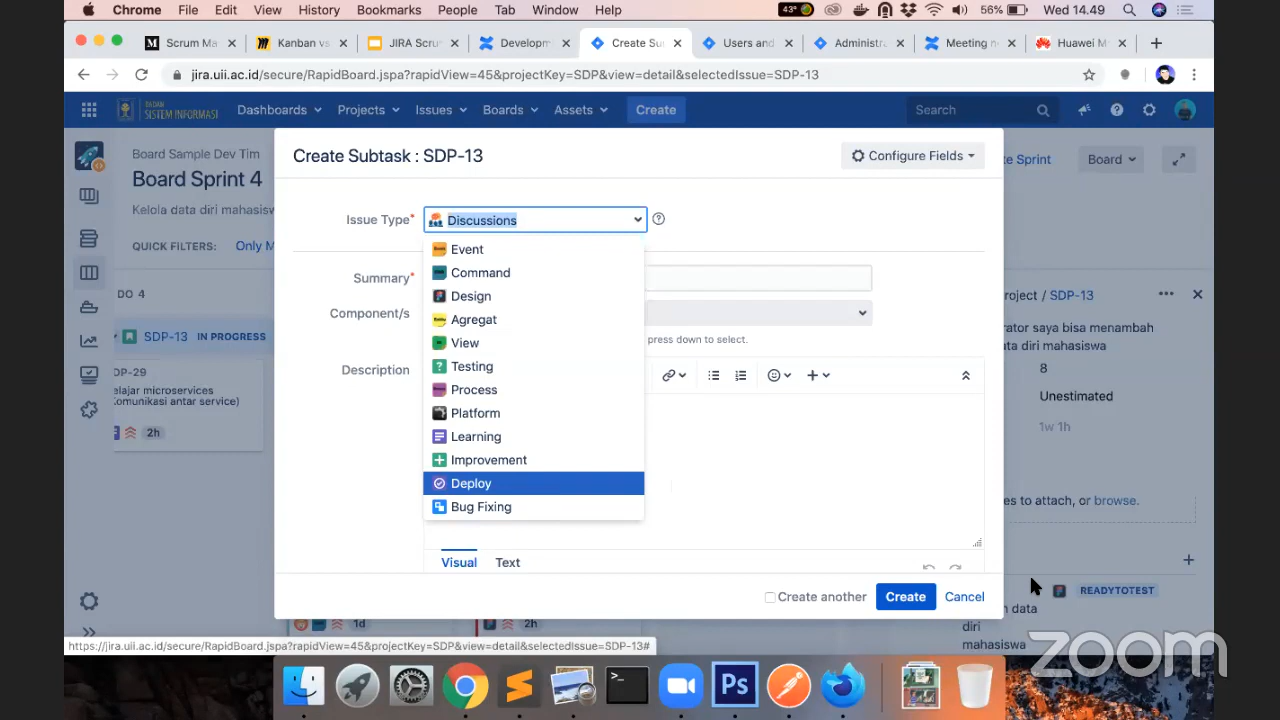 Chrome File Edit View History Bookmarks People Tab Window Help 43° 56% Wed 14.49
Scrum Ma Kanban vs JIRA Scru Developm Create Su Users and Administr Meeting n Huawei M
jira.uii.ac.id/secure/RapidBoard.jspa?rapidView=45&projectKey=SDP&view=detail&selectedIssue=SDP-13
BADAN
SISTEM INFORMASI
Dashboards Projects Issues Boards Assets Create Search
Board Sample Dev Tim
Board Sprint 4
Kelola data diri mahasisw
QUICK FILTERS: Only M
te Sprint Board
DO 4
SDP-13 IN PROGRESS
DP-29
elajar microservices
Komunikasi antar service)
2h
Create Subtask : SDP-13
Configure Fields
Issue Type*
Discussions
Event
Command
Design
Agregat
View
Testing
Process
Platform
Learning
Improvement
Deploy
Bug Fixing
Summary*
Component/s
press down to select.
Description
Visual Text
Create another Create Cancel
roject / SDP-13
rator saya bisa menambah
ata diri mahasiswa
8
Unestimated
1w 1h
es to attach, or browse.
READYTOTEST
n data
diri
mahasiswa
1d 2h
https://jira.uii.ac.id/secure/RapidBoard.jspa?rapidView=45&projectKey=SDP&view=detail&selectedIssue=SDP-13#
zoom
Ps